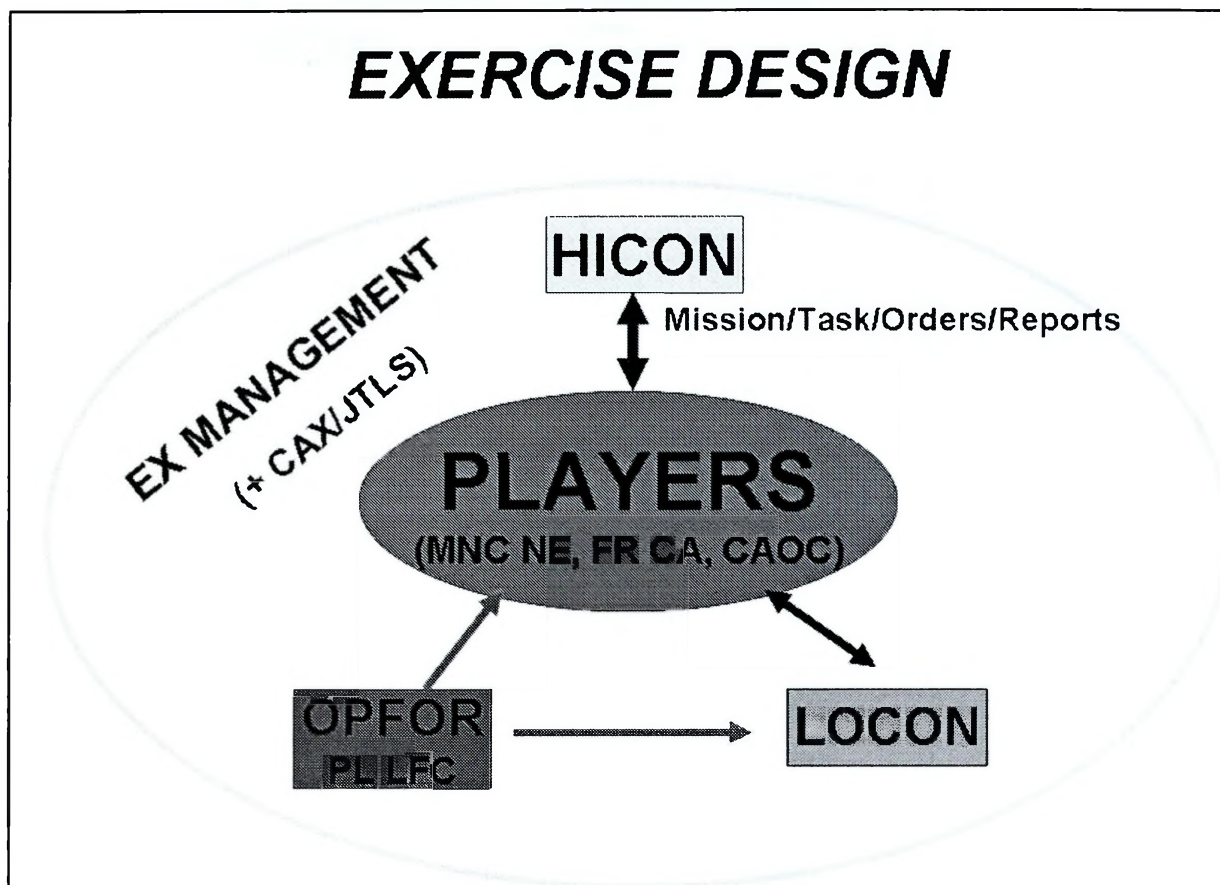 EXERCISE DESIGN
HICON
Mission/Task/Orders/Reports
EX MANAGEMENT
(+ CAX/JTLS)
PLAYERS
(MNC NE, FR CA, CAOC)
OPFOR
PL LFC
LOCON